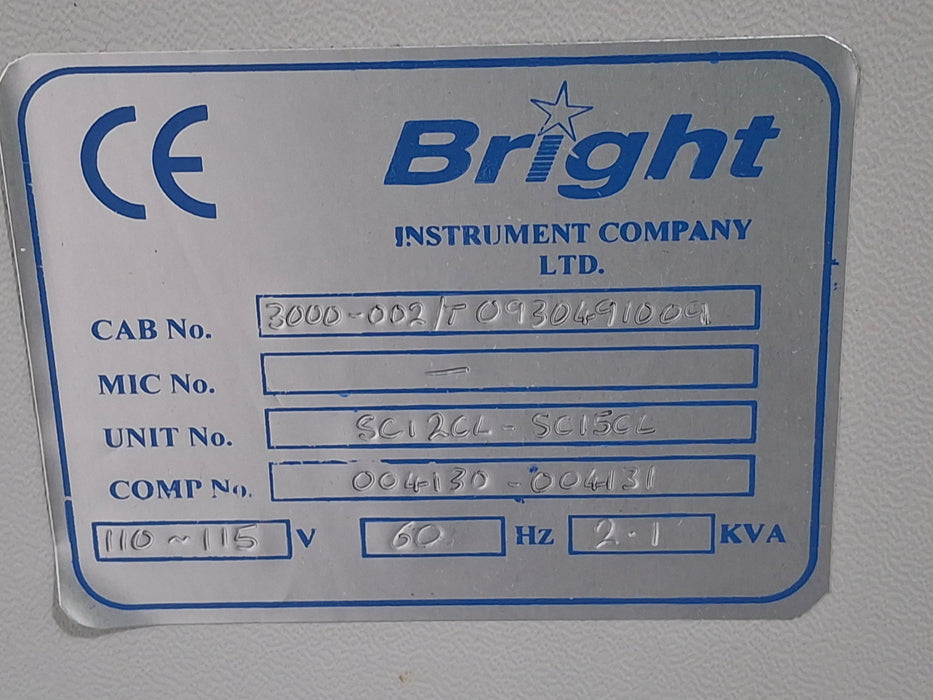 CE
Bright
INSTRUMENT COMPANY
LTD.
CAB No. 3000-002/T 0930491009
MIC No. —
UNIT No. SC12CL - SC15CL
COMP No. 004130 - 004131
110 ~ 115 V 60 Hz 2.1 KVA